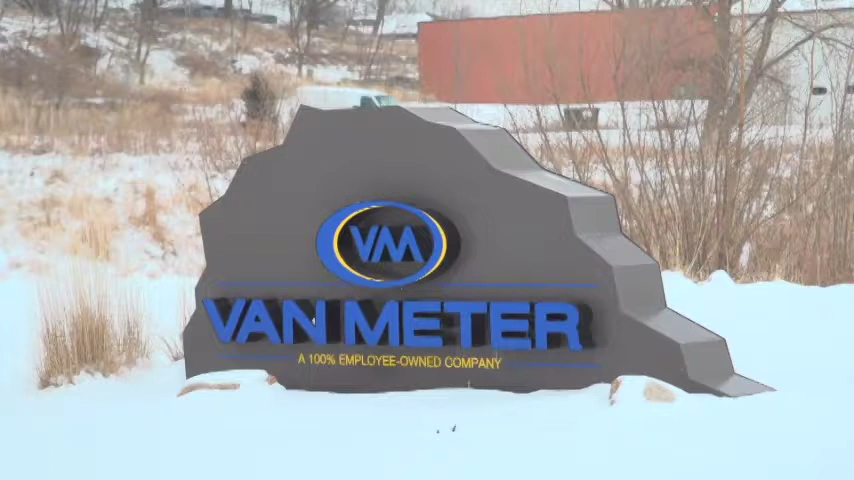 VM
VAN METER
A 100% EMPLOYEE-OWNED COMPANY